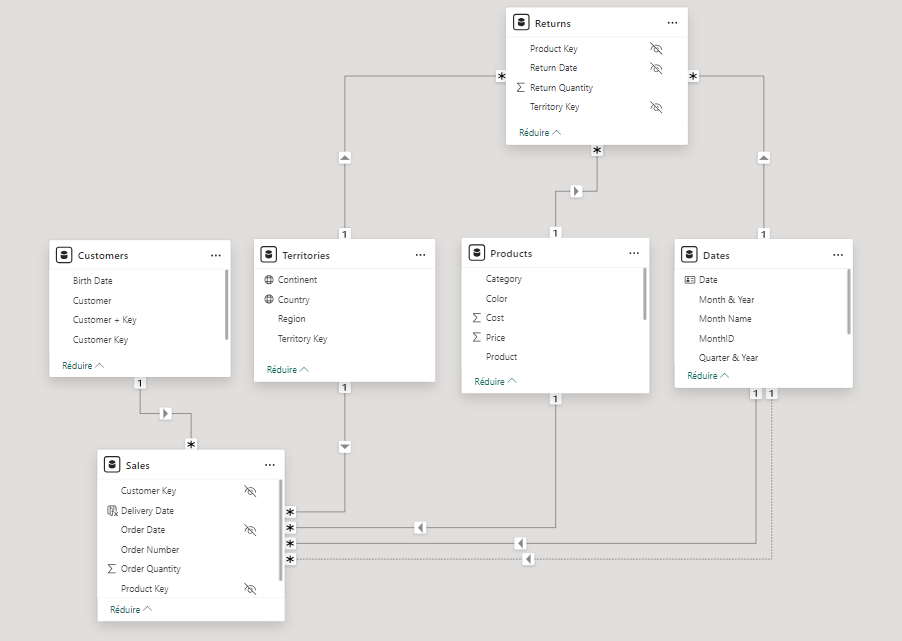 Returns
Product Key
Return Date
Return Quantity
Territory Key
Réduire
*
*
*
1
1
1
Customers
Birth Date
Customer
Customer + Key
Customer Key
Réduire
1
Territories
Continent
Country
Region
Territory Key
Réduire
1
Products
Category
Color
Cost
Price
Product
Réduire
1
Dates
Date
Month & Year
Month Name
MonthID
Quarter & Year
Réduire
1
1
*
Sales
Customer Key
Delivery Date
Order Date
Order Number
Order Quantity
Product Key
Réduire
*
*
*
*